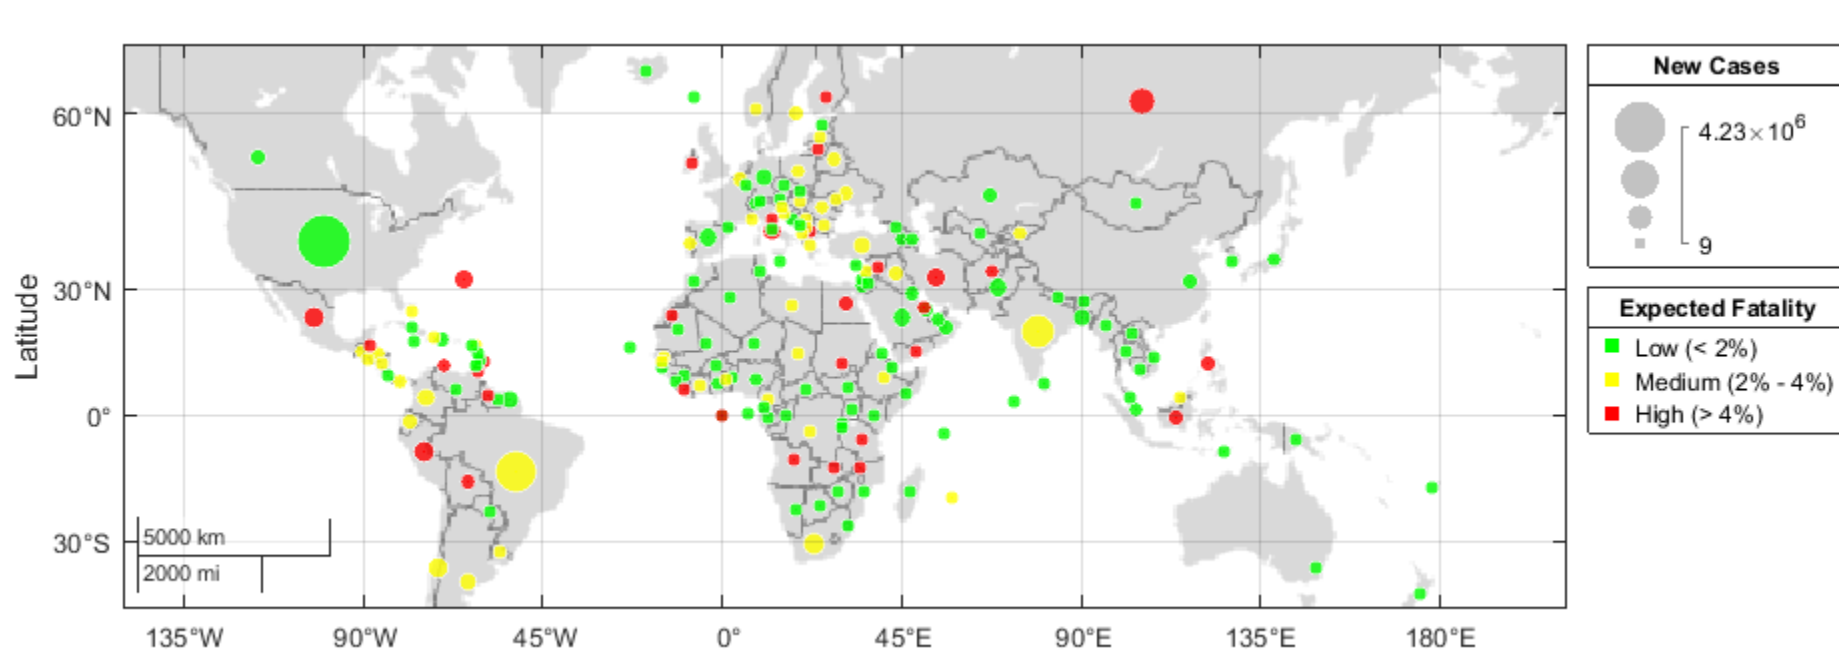 Latitude
60°N
30°N
0°
30°S
5000 km
2000 mi
135°W 90°W 45°W 0° 45°E 90°E 135°E 180°E
New Cases
4.23×10⁶
9
Expected Fatality
Low (< 2%)
Medium (2% - 4%)
High (> 4%)